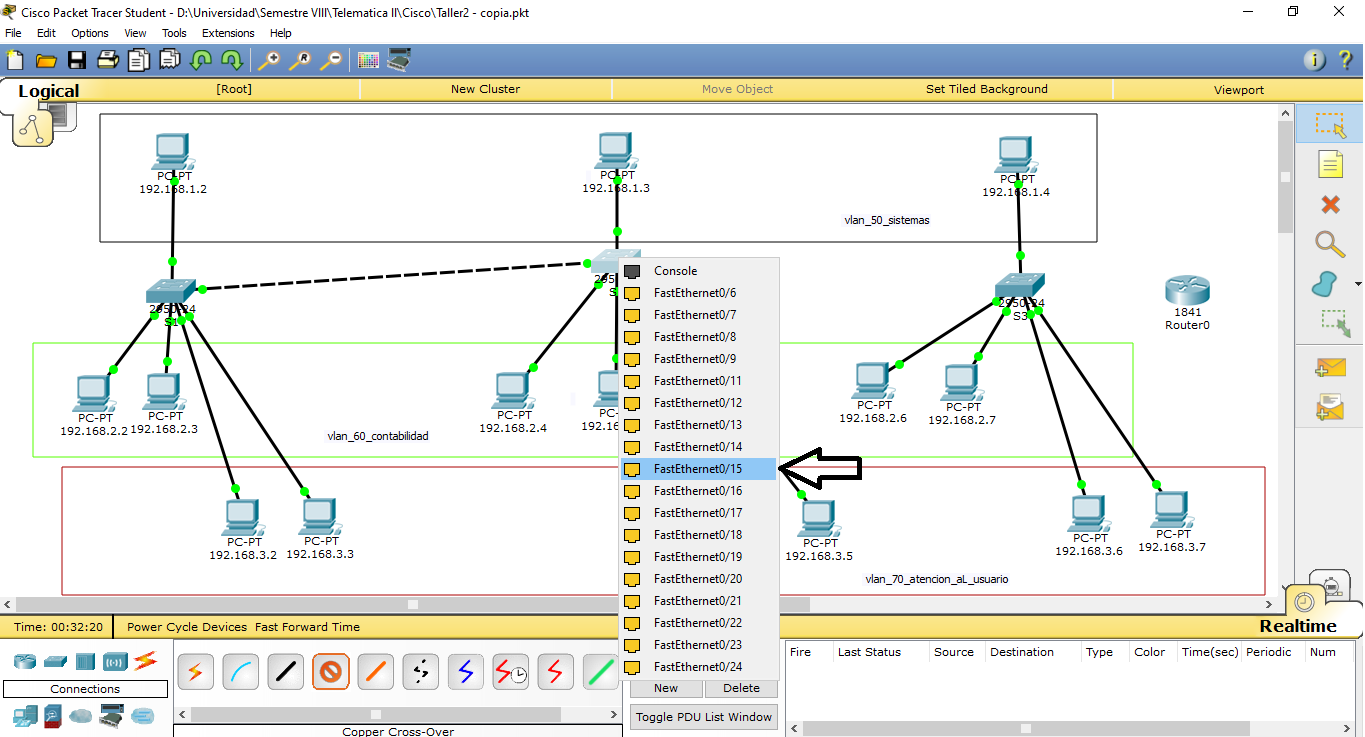 Cisco Packet Tracer Student - D:\Universidad\Semestre VIII\Telematica II\Cisco\Taller2 - copia.pkt
File Edit Options View Tools Extensions Help
Logical [Root] New Cluster Move Object Set Tiled Background Viewport
PC-PT
192.168.1.2
PC-PT
192.168.1.3
PC-PT
192.168.1.4
vlan_50_sistemas
2950-24
S1
2950-24
S3
1841
Router0
Console
FastEthernet0/6
FastEthernet0/7
FastEthernet0/8
FastEthernet0/9
FastEthernet0/11
FastEthernet0/12
FastEthernet0/13
FastEthernet0/14
FastEthernet0/15
FastEthernet0/16
FastEthernet0/17
FastEthernet0/18
FastEthernet0/19
FastEthernet0/20
FastEthernet0/21
FastEthernet0/22
FastEthernet0/23
FastEthernet0/24
PC-PT
192.168.2.2
PC-PT
192.168.2.3
vlan_60_contabilidad
PC-PT
192.168.2.4
PC-PT
192.168.2.6
PC-PT
192.168.2.7
PC-PT
192.168.3.2
PC-PT
192.168.3.3
PC-PT
192.168.3.5
PC-PT
192.168.3.6
PC-PT
192.168.3.7
vlan_70_atencion_aL_usuario
Time: 00:32:20 Power Cycle Devices Fast Forward Time
Realtime
Connections
Copper Cross-Over
New Delete
Toggle PDU List Window
Fire Last Status Source Destination Type Color Time(sec) Periodic Num